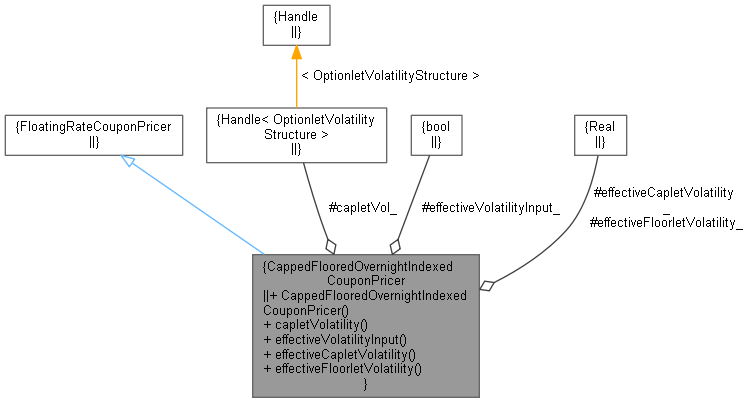 {Handle
||}
< OptionletVolatilityStructure >
{FloatingRateCouponPricer
||}
{Handle< OptionletVolatility
Structure >
||}
{bool
||}
{Real
||}
#capletVol_
#effectiveVolatilityInput_
#effectiveCapletVolatility
_
#effectiveFloorletVolatility_
{CappedFlooredOvernightIndexed
CouponPricer
||+ CappedFlooredOvernightIndexed
CouponPricer()
+ capletVolatility()
+ effectiveVolatilityInput()
+ effectiveCapletVolatility()
+ effectiveFloorletVolatility()
}